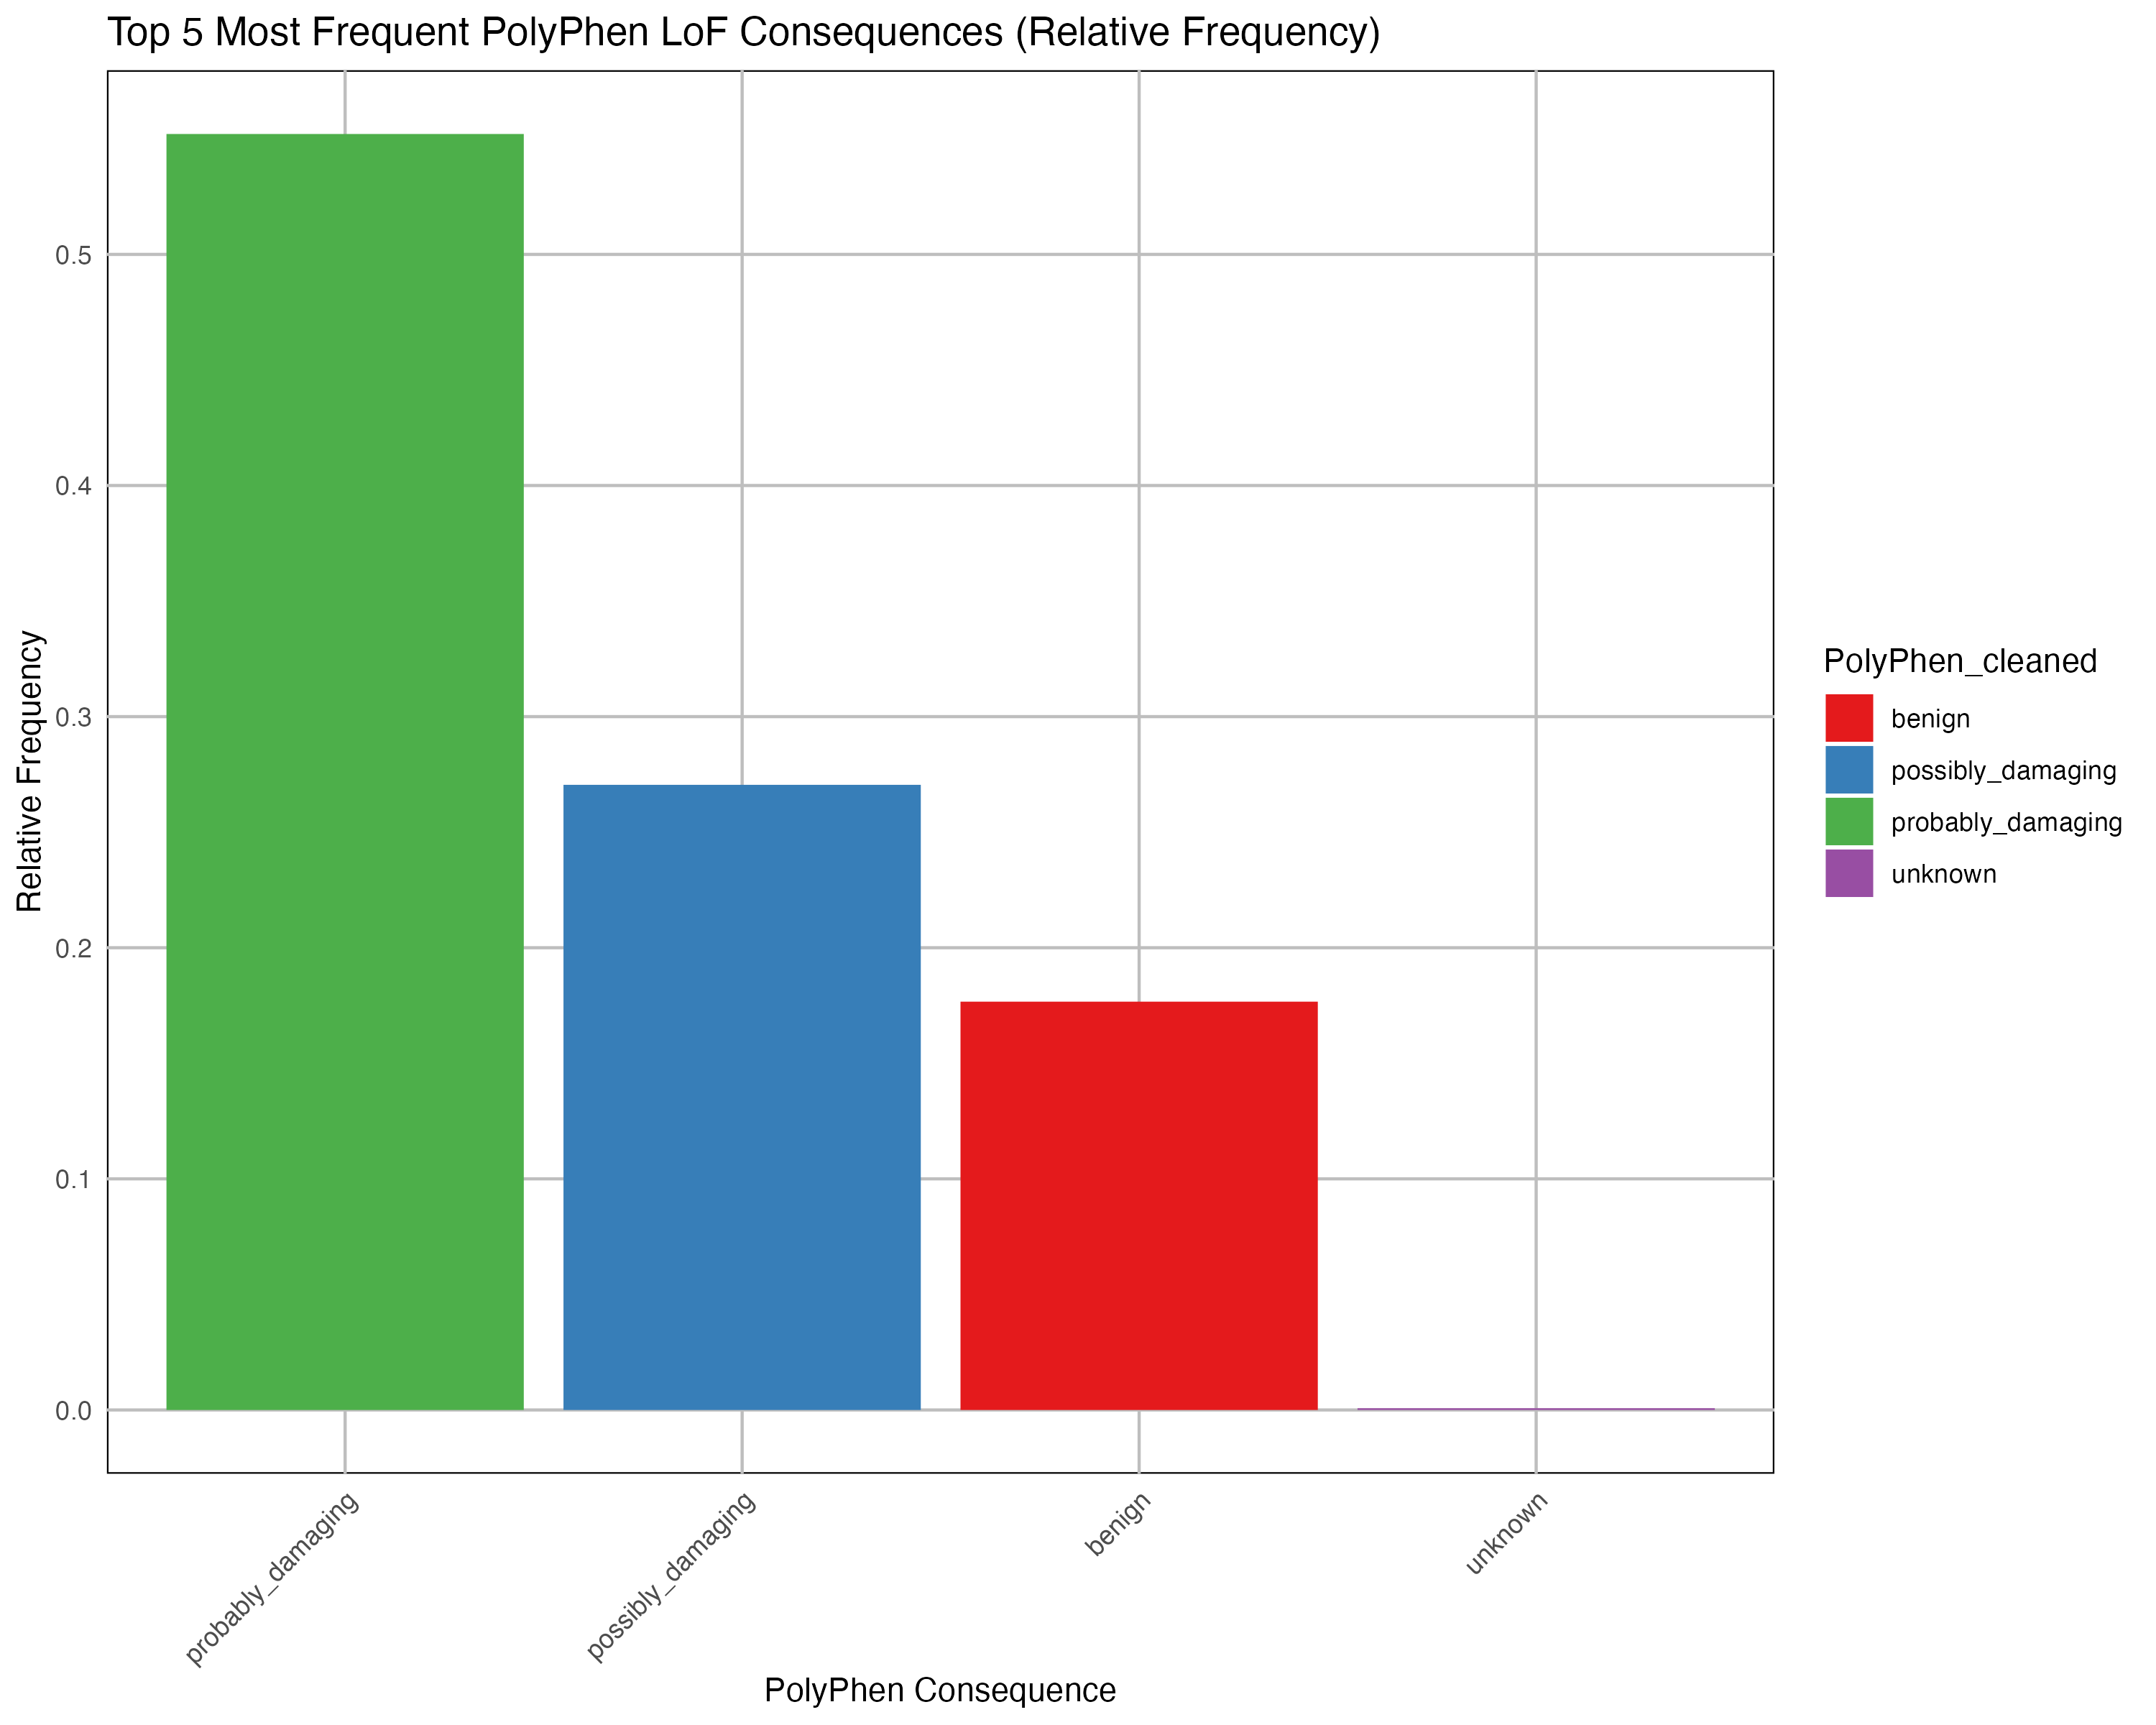 Top 5 Most Frequent PolyPhen LoF Consequences (Relative Frequency)
Relative Frequency
0.5
0.4
0.3
0.2
0.1
0.0
probably_damaging
possibly_damaging
benign
unknown
PolyPhen Consequence
PolyPhen_cleaned
benign
possibly_damaging
probably_damaging
unknown